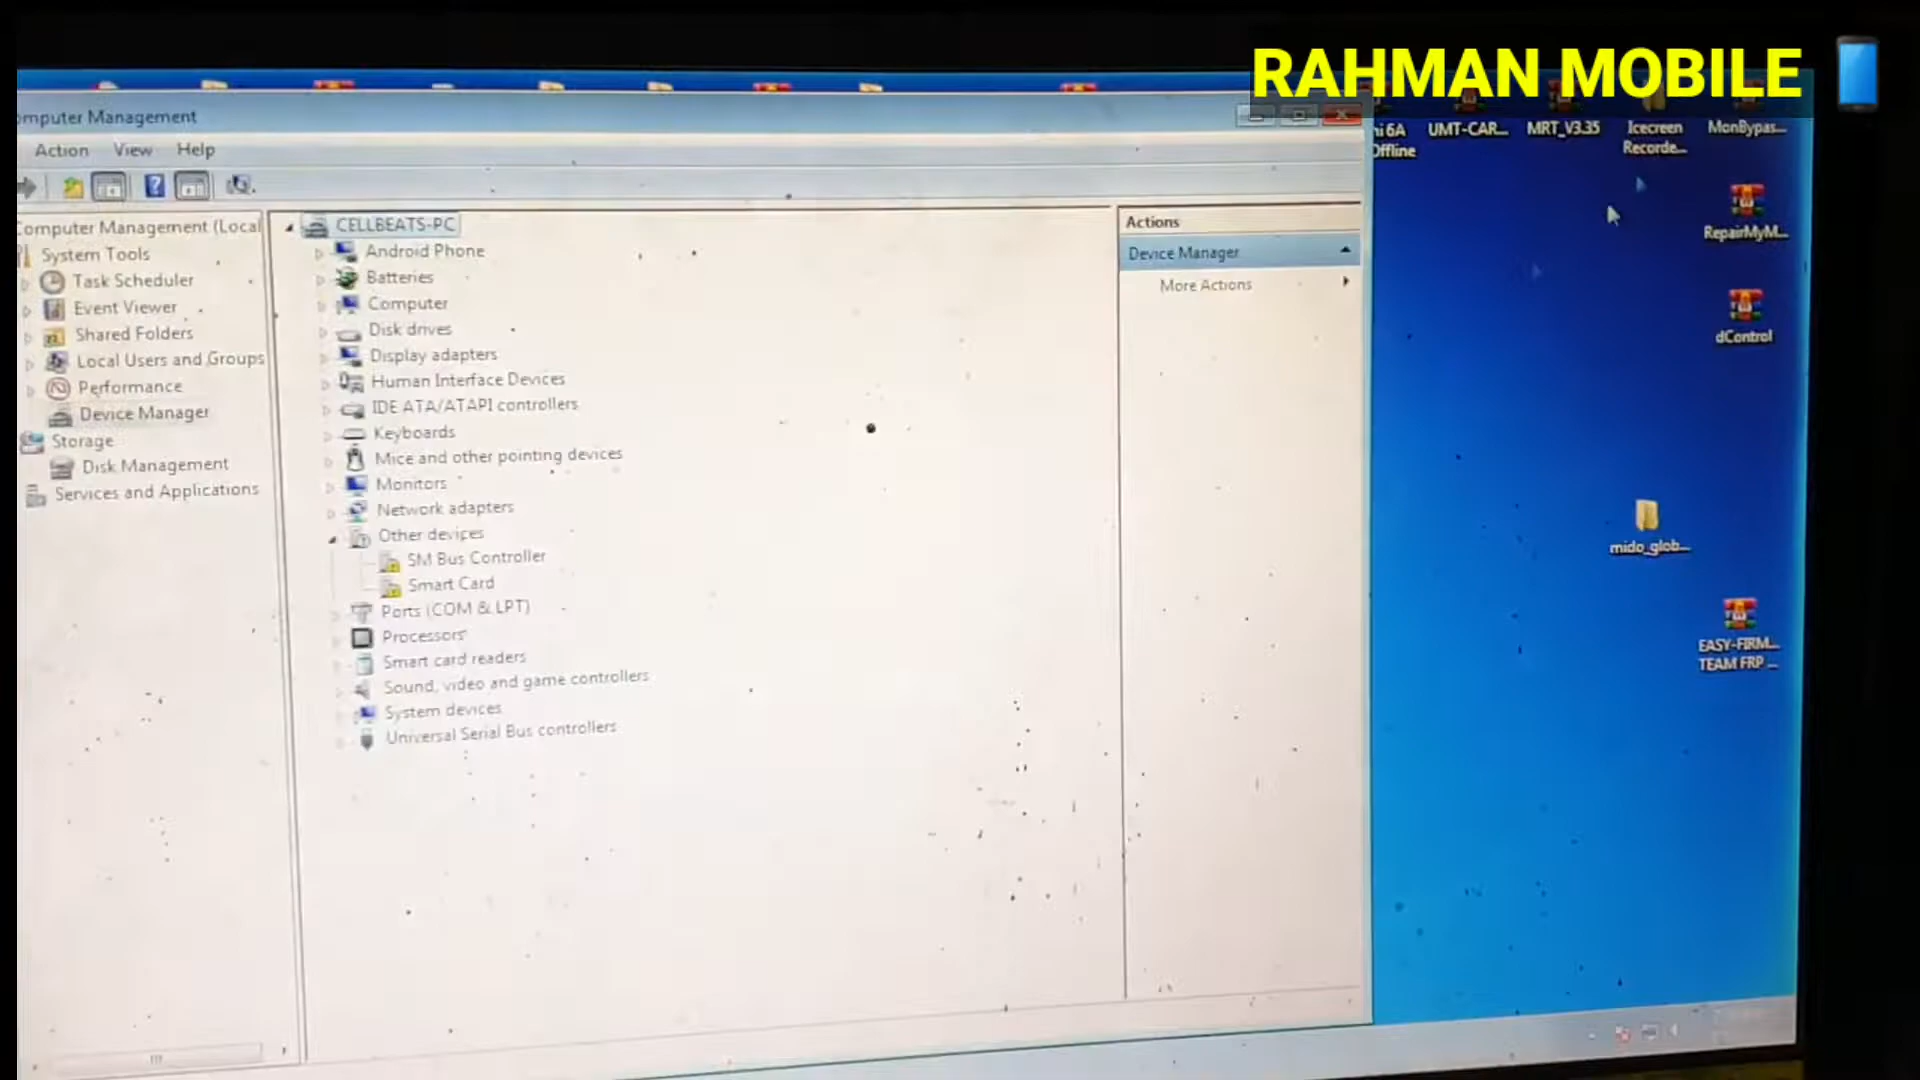 RAHMAN MOBILE
omputer Management
Action View Help
Computer Management (Local
System Tools
Task Scheduler
Event Viewer
Shared Folders
Local Users and Groups
Performance
Device Manager
Storage
Disk Management
Services and Applications
CELLBEATS-PC
Android Phone
Batteries
Computer
Disk drives
Display adapters
Human Interface Devices
IDE ATA/ATAPI controllers
Keyboards
Mice and other pointing devices
Monitors
Network adapters
Other devices
SM Bus Controller
Smart Card
Ports (COM & LPT)
Processors
Smart card readers
Sound, video and game controllers
System devices
Universal Serial Bus controllers
Actions
Device Manager
More Actions
6A
Offline
UMT-CAR...
MRT_V3.35
Icecreen
Recorde...
MonBypas...
RepairMyM...
dControl
mido_glob...
EASY-FIRM...
TEAM FRP ...